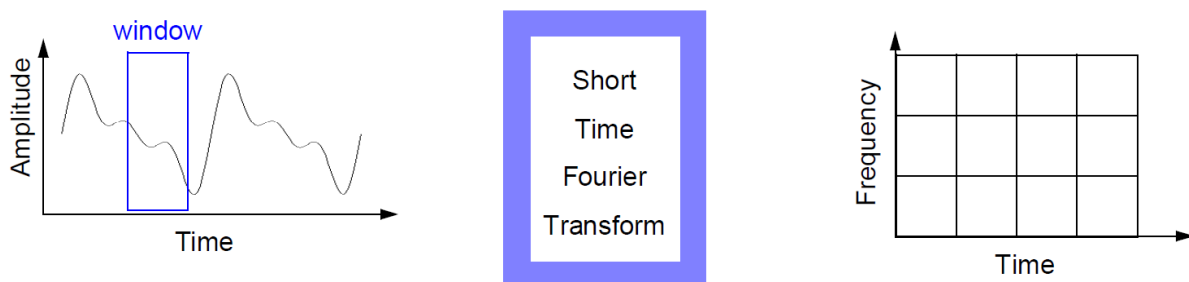 window
Amplitude
Time
Short
Time
Fourier
Transform
Frequency
Time